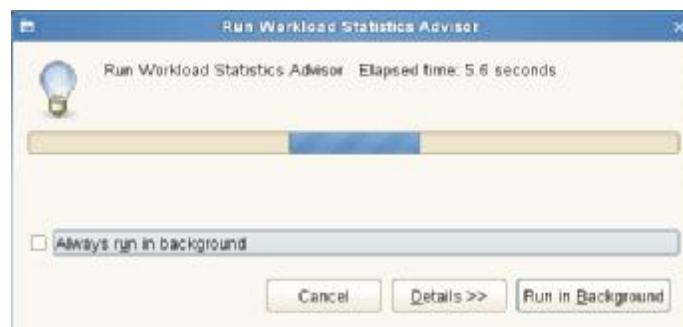 Run Workload Statistics Advisor
Run Workload Statistics Advisor Elapsed time: 5.6 seconds
Always run in background
Cancel
Details >>
Run in Background